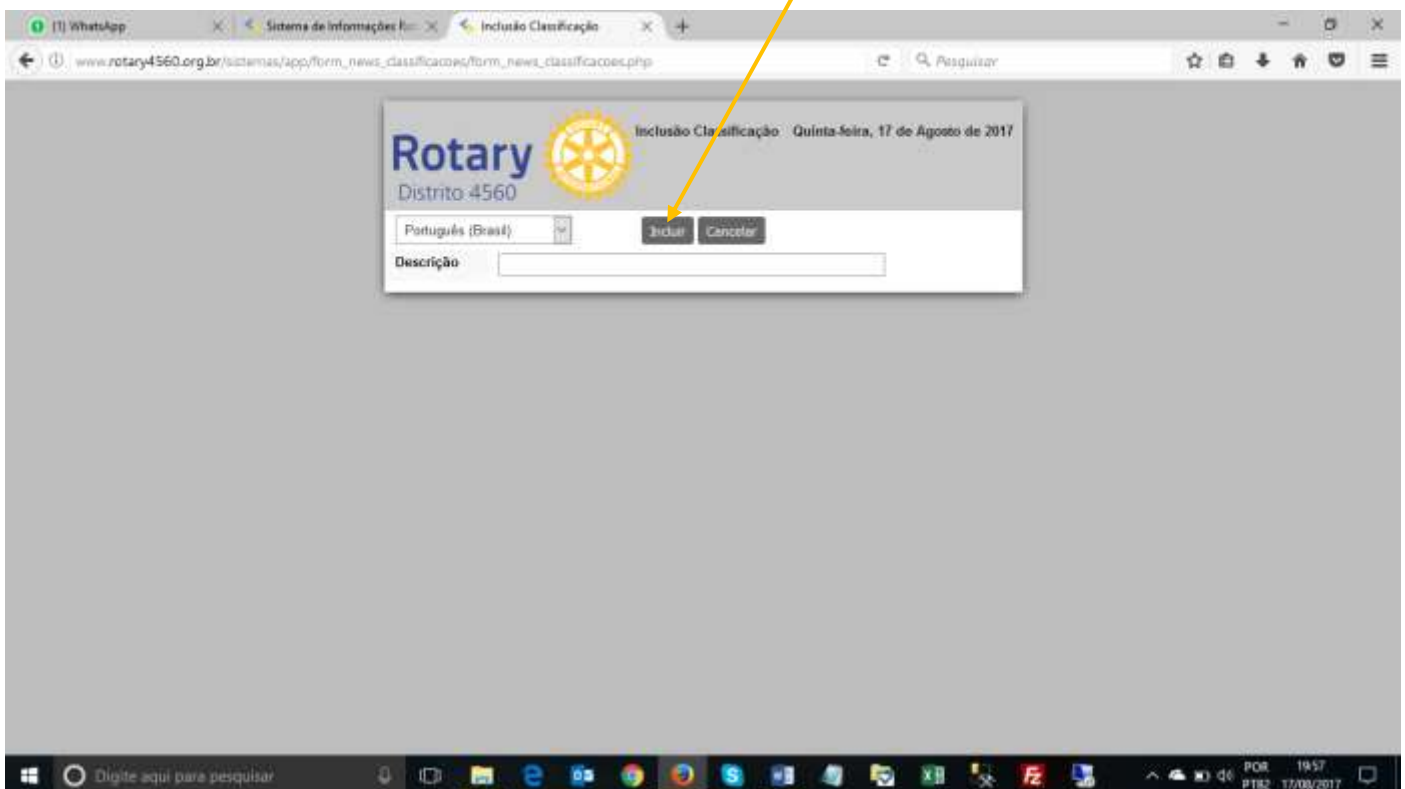 (1) WhatsApp
Sistema de Informações Ro
Inclusão Classificação
www.rotary4560.org.br/sistemas/app/form_news_classificacoes/form_news_classificacoes.php
Pesquisar
Inclusão Classificação Quinta-feira, 17 de Agosto de 2017
Rotary
Distrito 4560
Português (Brasil)
Incluir
Cancelar
Descrição
Digite aqui para pesquisar
POR
PTB2
19:57
17/08/2017